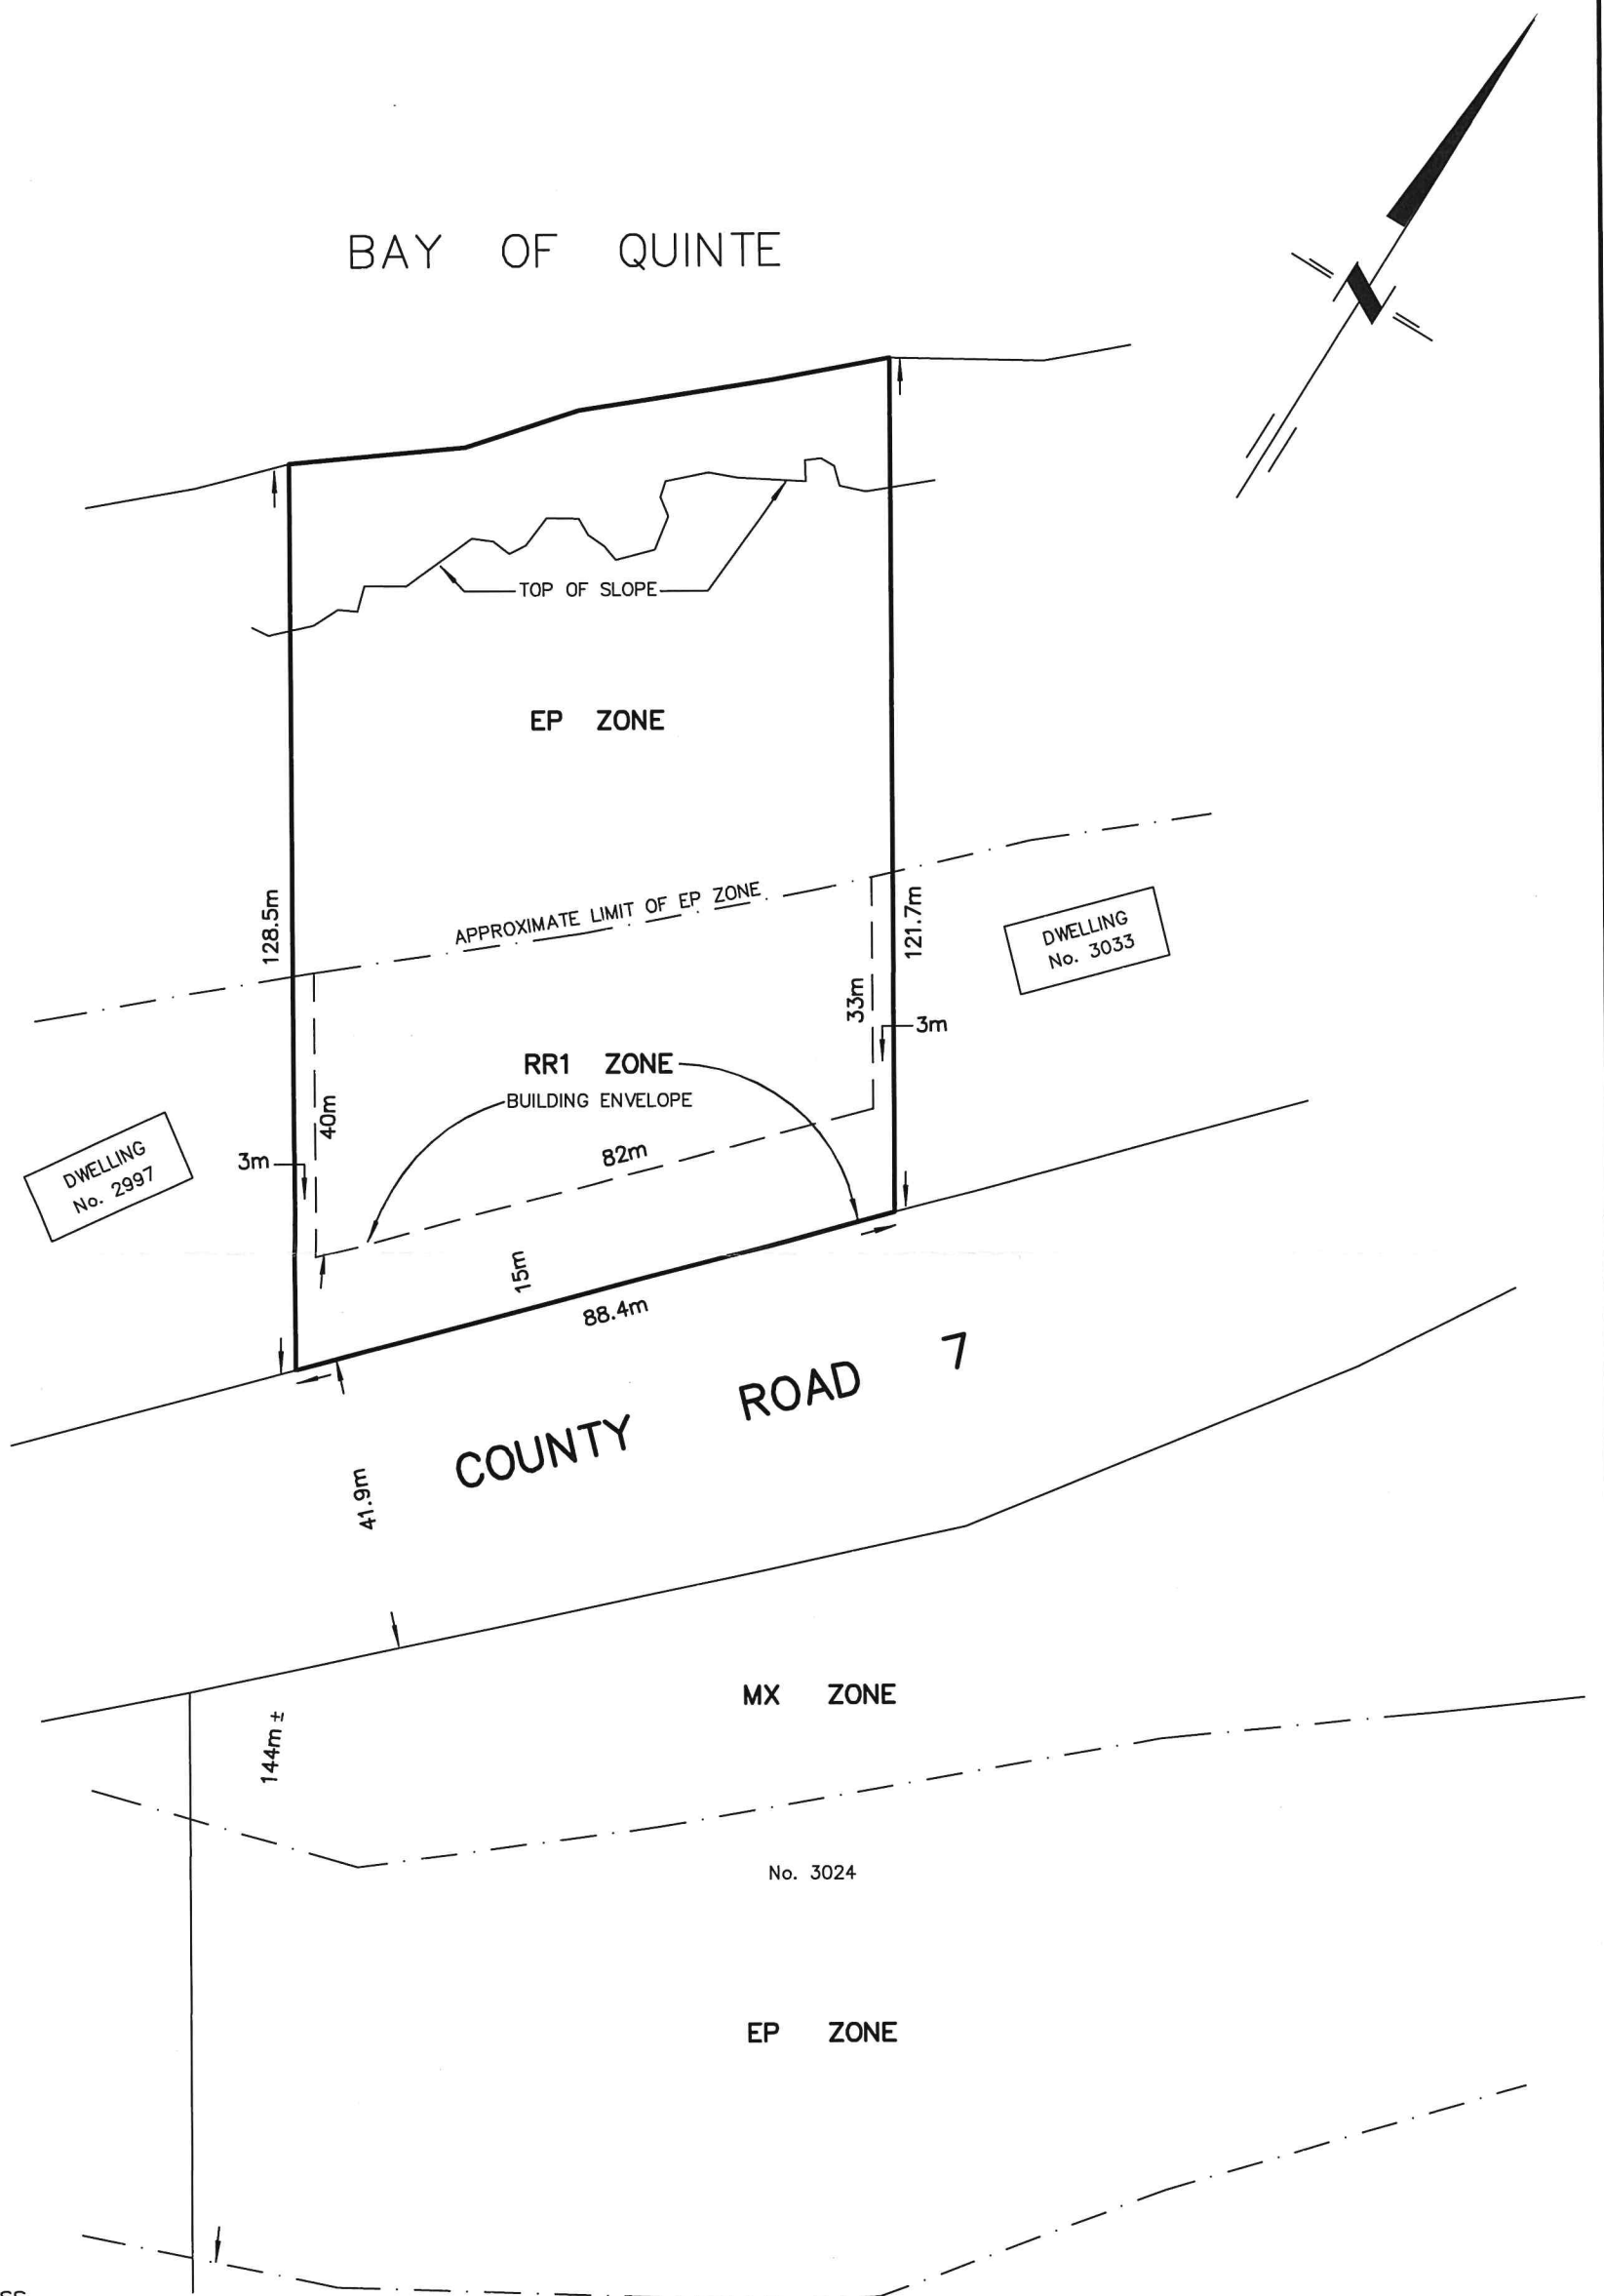 BAY OF QUINTE
N
TOP OF SLOPE
EP ZONE
128.5m
APPROXIMATE LIMIT OF EP ZONE
121.7m
DWELLING
No. 3033
33m
3m
RR1 ZONE
BUILDING ENVELOPE
40m
82m
DWELLING
No. 2997
3m
15m
88.4m
COUNTY ROAD 7
41.9m
MX ZONE
144m ±
No. 3024
EP ZONE